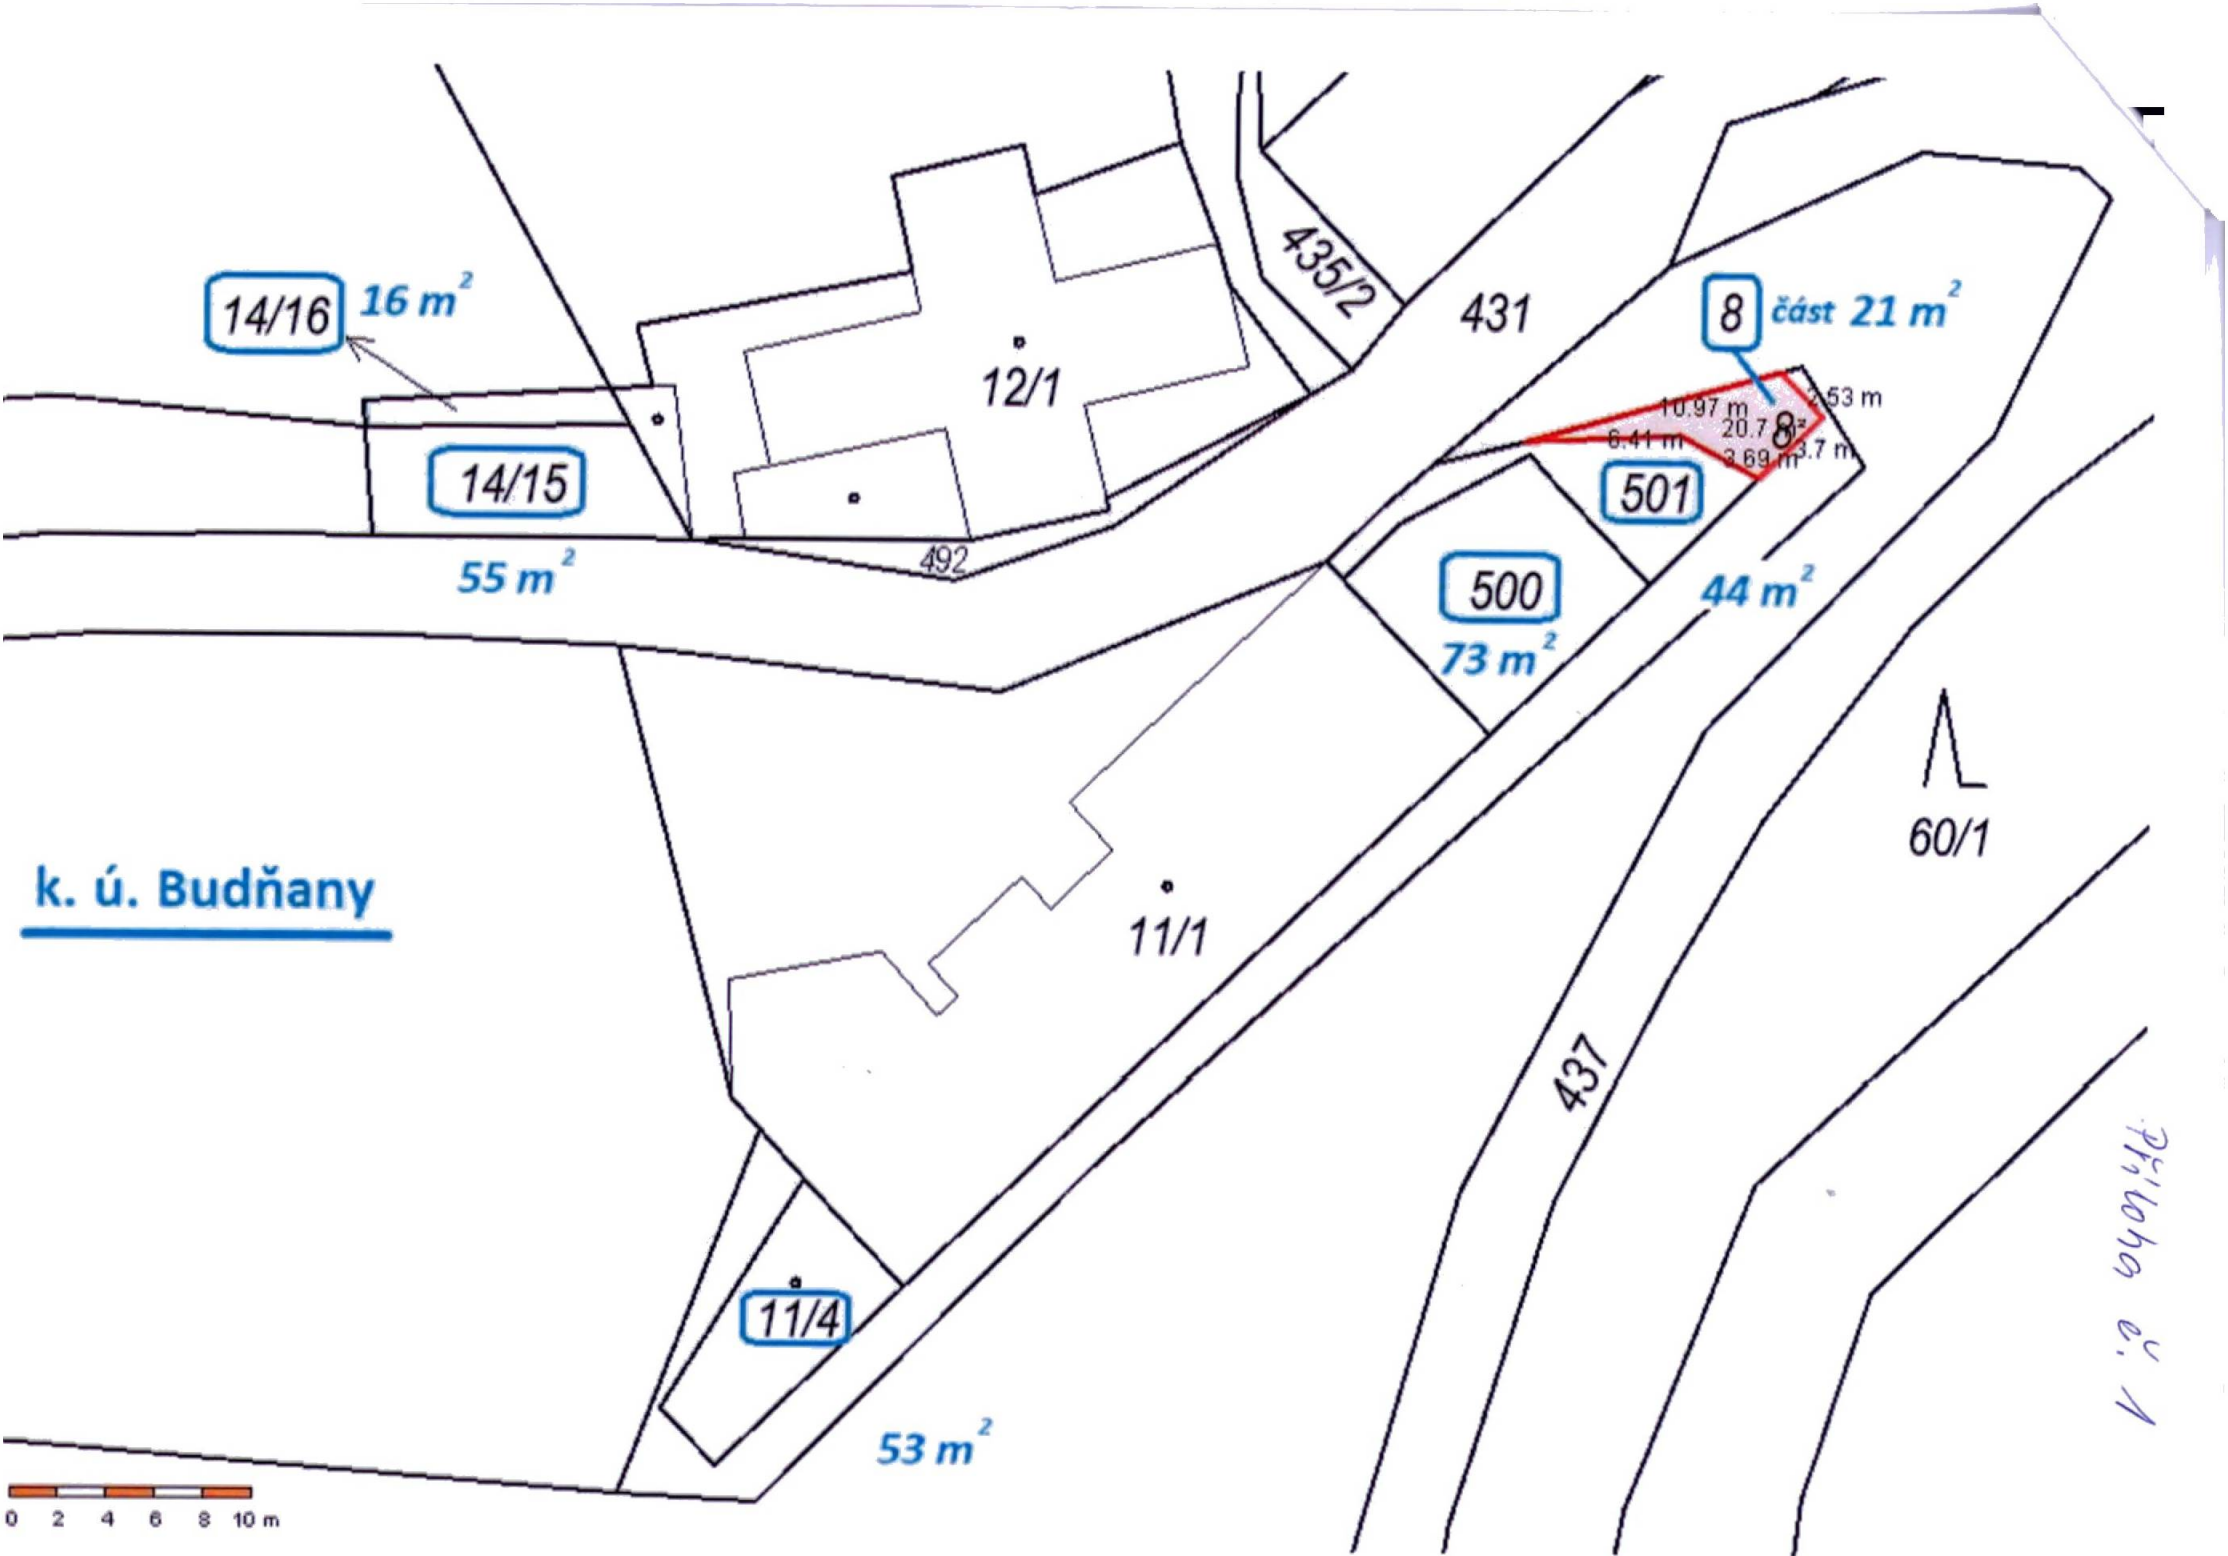 435/2
14/16
16 m²
431
8
část 21 m²
12/1
10.97 m
2.53 m
20.7
8
6.41 m
3.69 m
3.7 m
14/15
501
492
55 m²
500
44 m²
73 m²
60/1
k. ú. Budňany
11/1
437
11/4
53 m²
0 2 4 6 8 10 m
Příloha č. 1